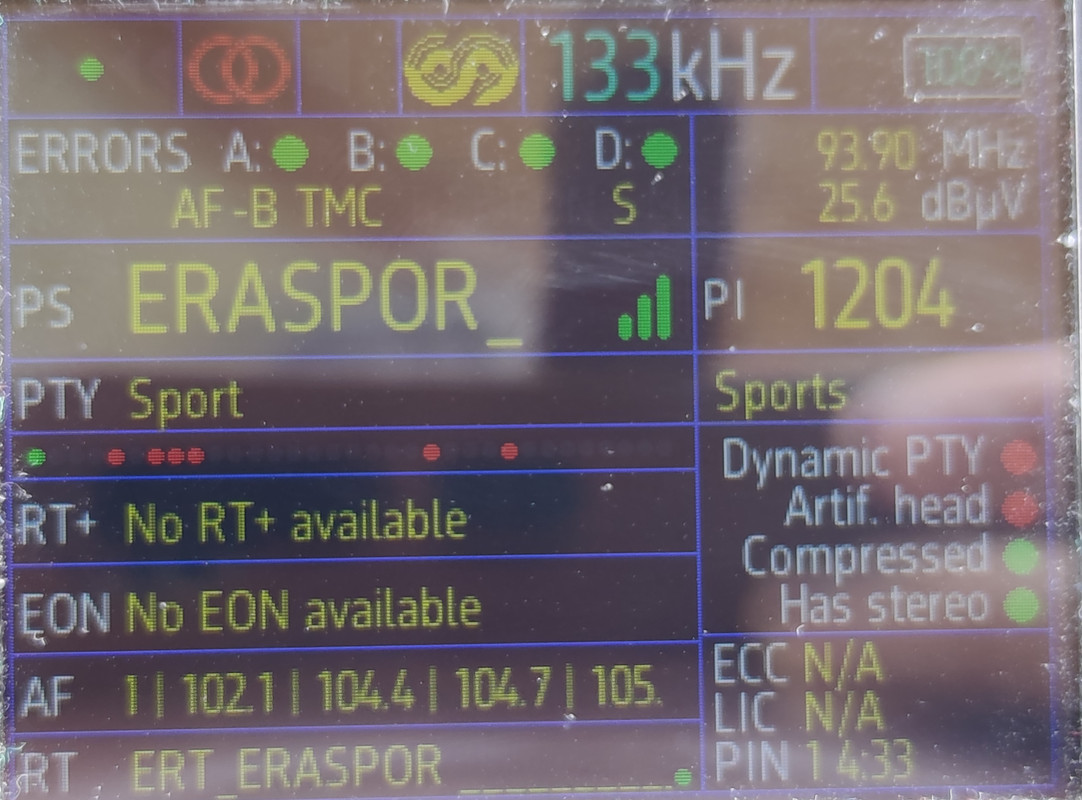 133kHz 108%
ERRORS A: B: C: D: 93.90 MHz
AF-B TMC S 25.6 dBµV
PS ERASPOR_ PI 1204
PTY Sport Sports
Dynamic PTY
RT+ No RT+ available Artif. head
Compressed
EON No EON available Has stereo
AF 1 | 102.1 | 104.4 | 104.7 | 105. ECC N/A
LIC N/A
RT ERT_ERASPOR _____________ PIN 1 4:33